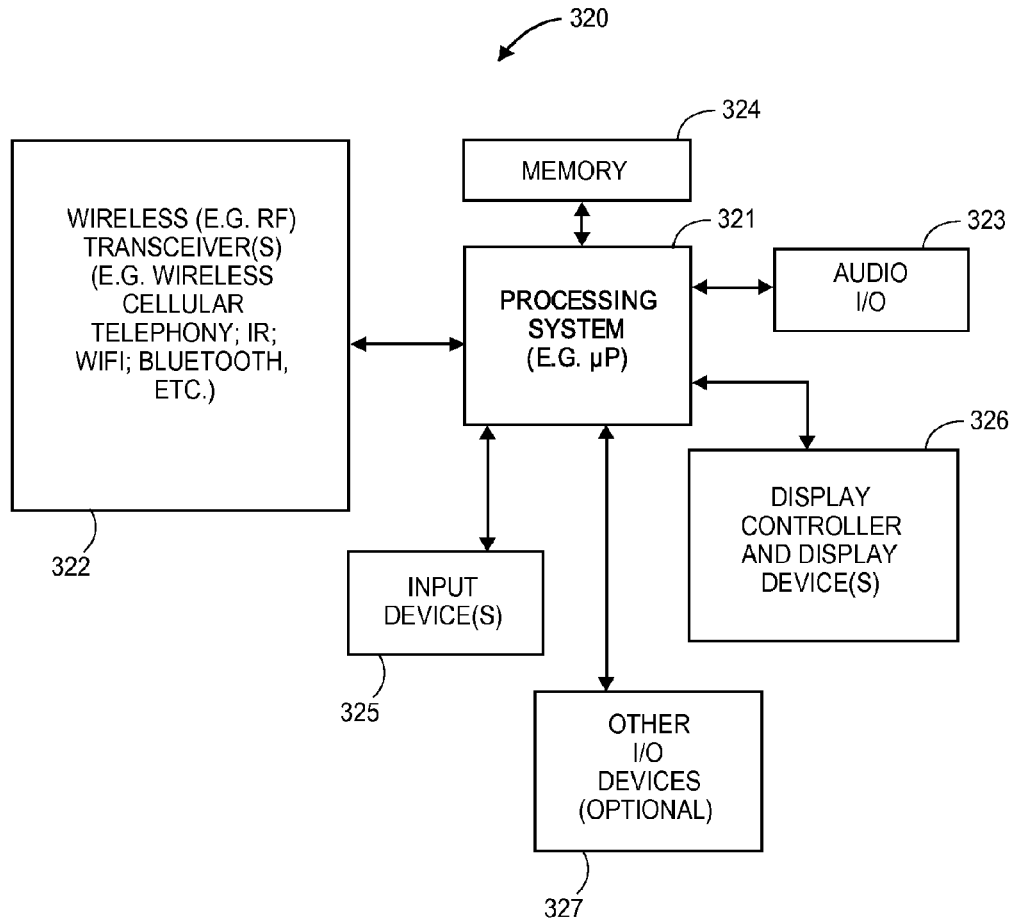 320
324
MEMORY
321
323
WIRELESS (E.G. RF)
TRANSCEIVER(S)
(E.G. WIRELESS
CELLULAR
TELEPHONY; IR;
WIFI; BLUETOOTH,
ETC.)
PROCESSING
SYSTEM
(E.G. µP)
AUDIO
I/O
326
DISPLAY
CONTROLLER
AND DISPLAY
DEVICE(S)
322
INPUT
DEVICE(S)
325
OTHER
I/O
DEVICES
(OPTIONAL)
327